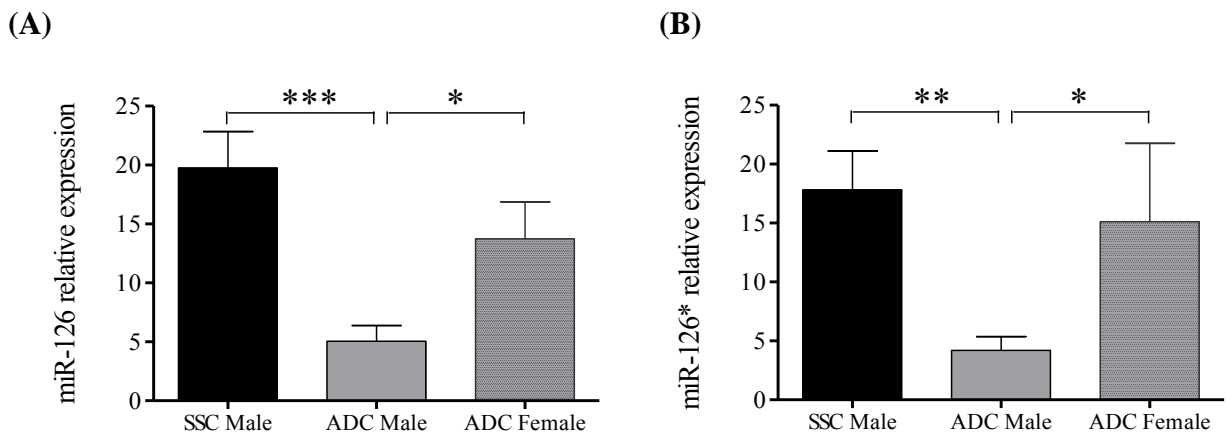 (A)
(B)
miR-126 relative expression
25
20
15
10
5
0
***
*
SSC Male
ADC Male
ADC Female
miR-126* relative expression
25
20
15
10
5
0
**
*
SSC Male
ADC Male
ADC Female